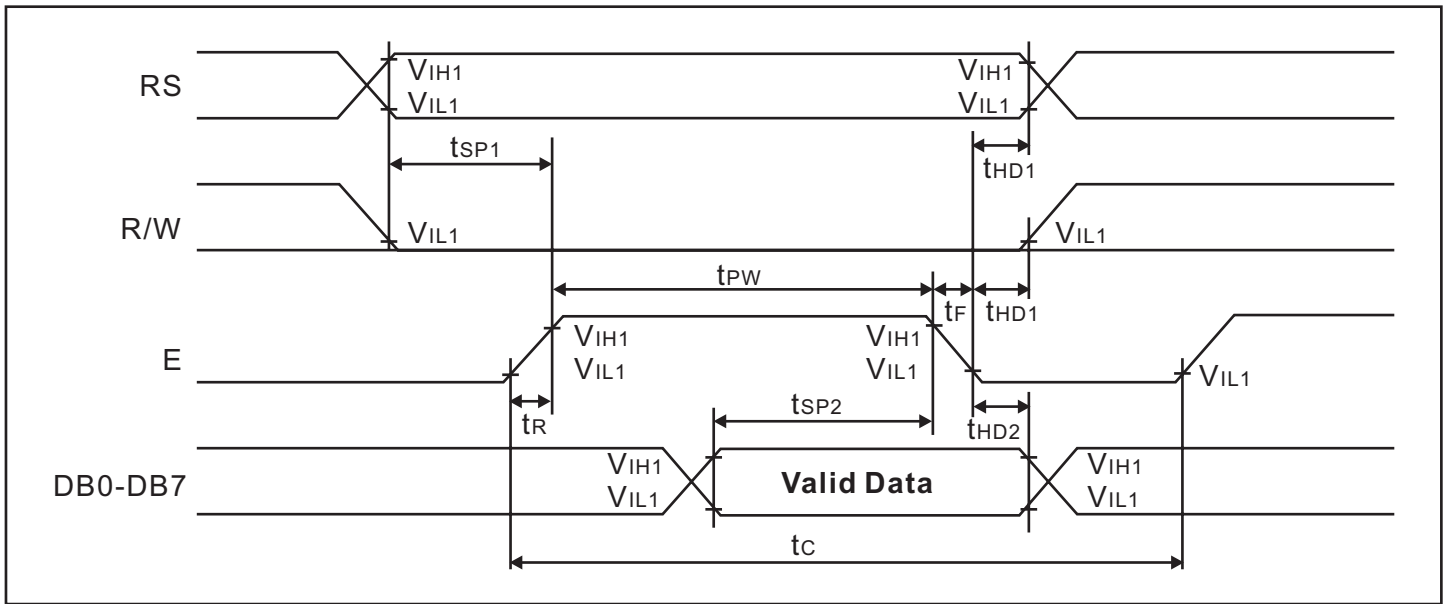 RS
VIH1
VIL1
VIH1
VIL1
tSP1
tHD1
R/W
VIL1
VIL1
tPW
tF
tHD1
E
VIH1
VIL1
VIH1
VIL1
VIL1
tR
tSP2
tHD2
DB0-DB7
VIH1
VIL1
Valid Data
VIH1
VIL1
tC